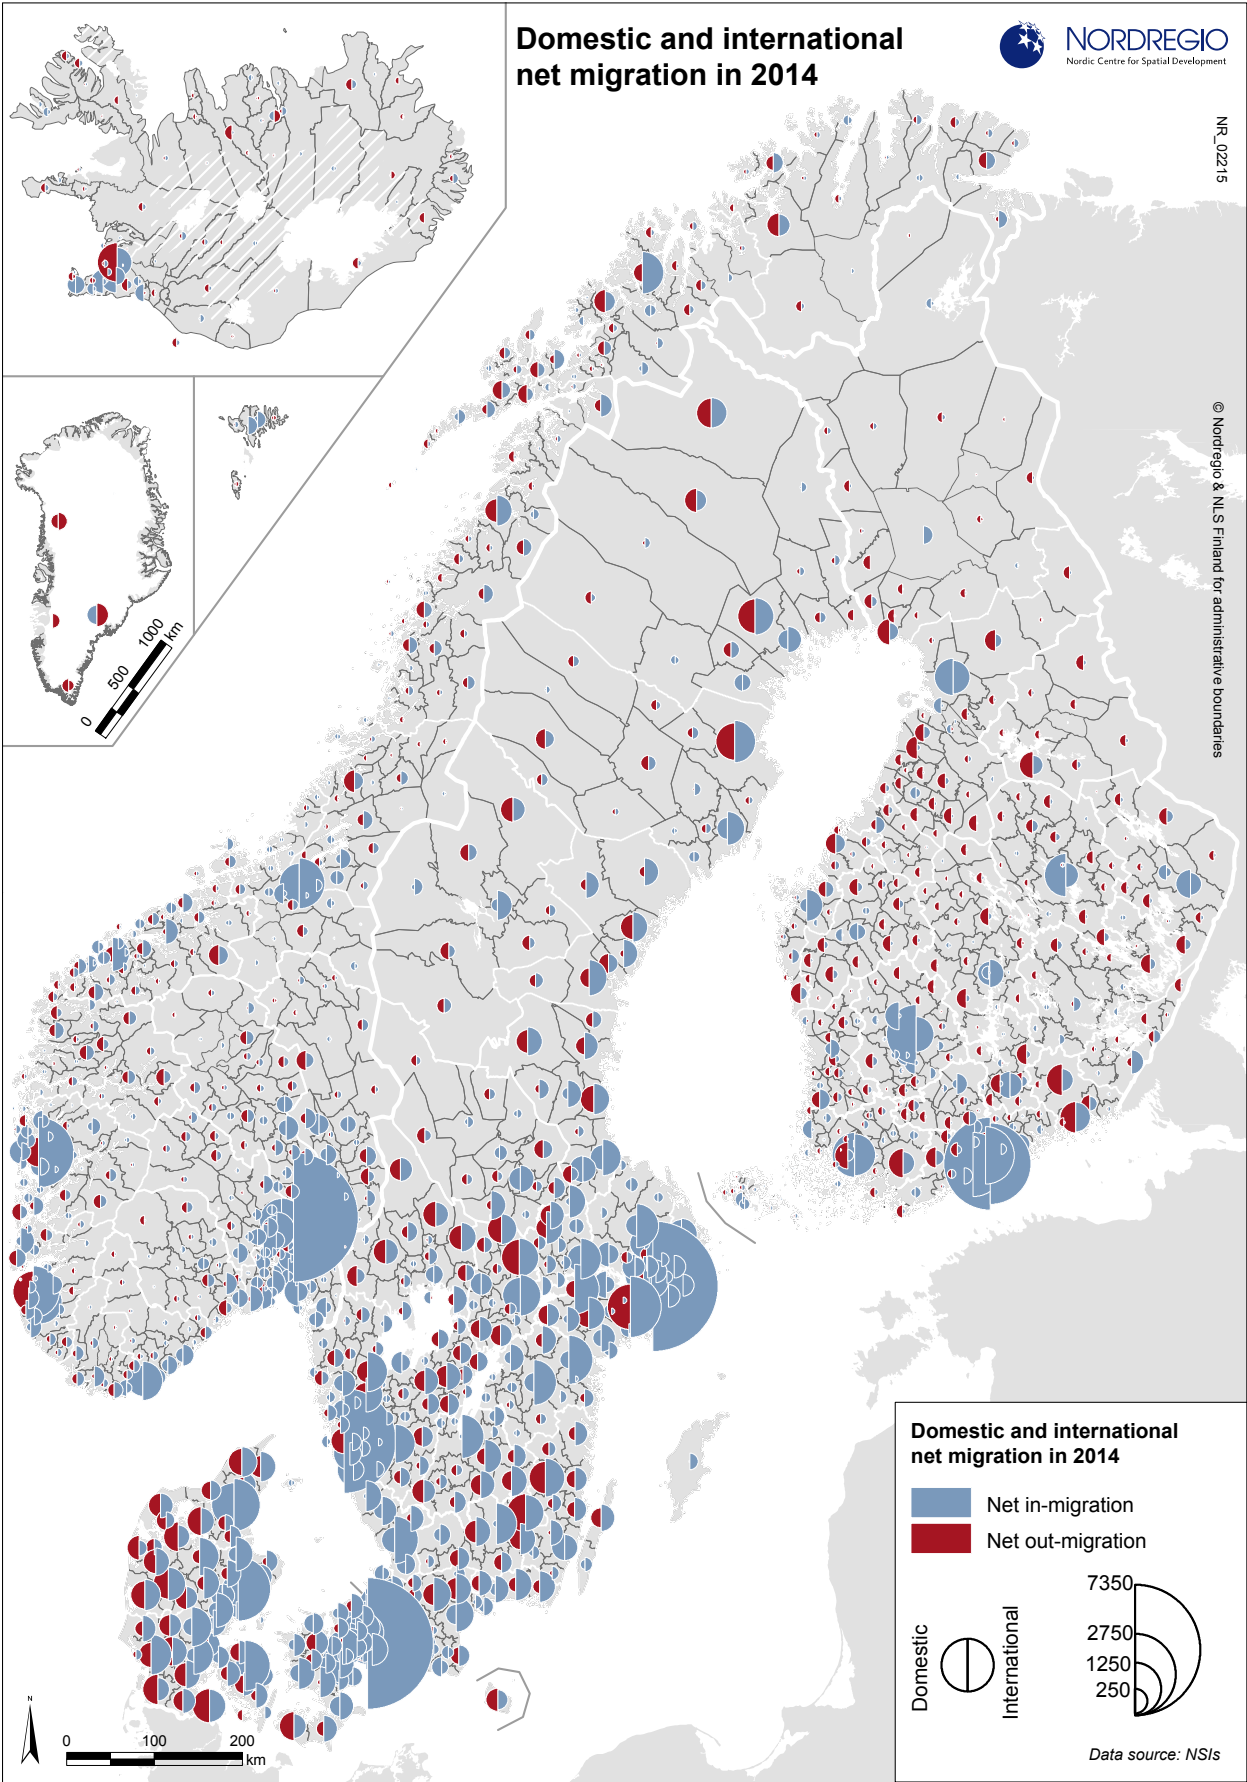 Domestic and international
net migration in 2014
NORDREGIO
Nordic Centre for Spatial Development
NR_02215
© Nordregio & NLS Finland for administrative boundaries
0 500 1000
km
Domestic and international
net migration in 2014
Net in-migration
Net out-migration
7350
2750
1250
250
Domestic
International
Data source: NSIs
N
0 100 200
km